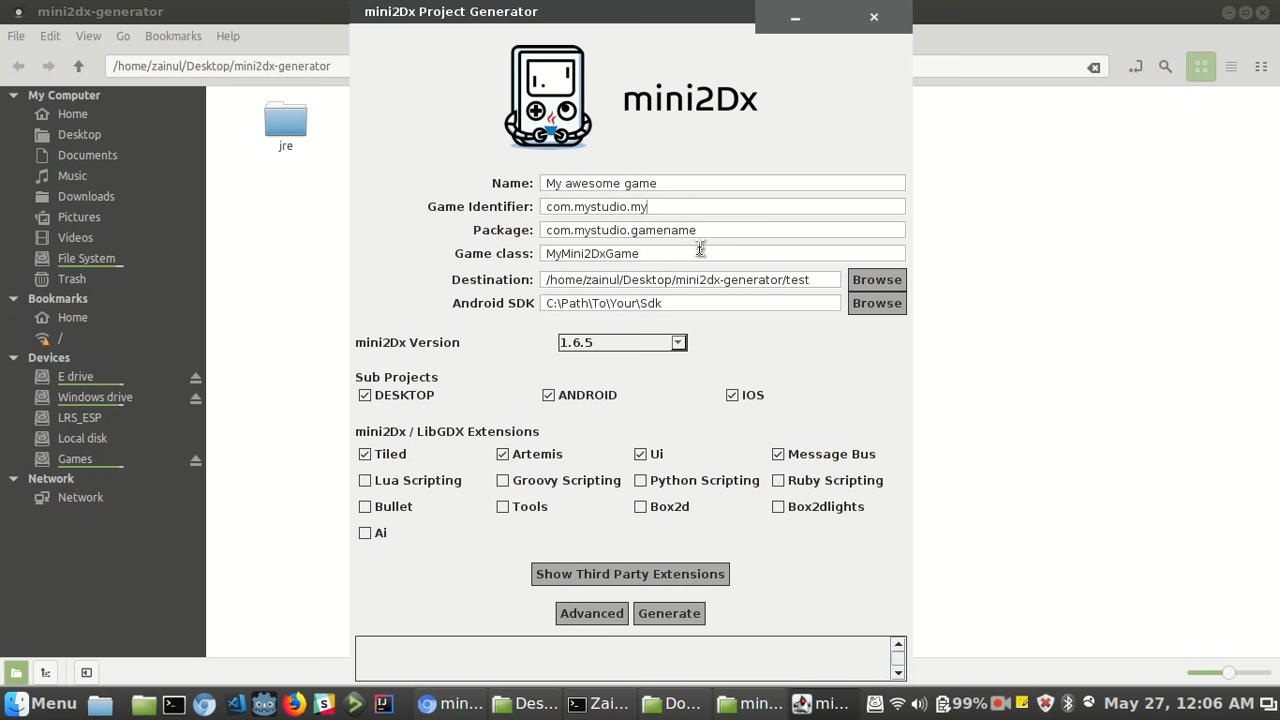 mini2dx-generator
mini2Dx Project Generator
File Edit View Go Bookmarks Help
/home/zainul/Desktop/mini2dx-generator
My Computer
Home
Desktop
Documents
Music
Downloads
Pictures
Videos
File System
Trash
Bookmarks
Home
/
Devices
E drive
Windows drive
LRS_ESP
Local disk
Games
Network
Network
jre
mini2Dx
Name: My awesome game
Game Identifier: com.mystudio.my
Package: com.mystudio.gamename
Game class: MyMini2DxGame
Destination: /home/zainul/Desktop/mini2dx-generator/test Browse
Android SDK C:\Path\To\Your\Sdk Browse
mini2Dx Version 1.6.5
Sub Projects
DESKTOP ANDROID IOS
mini2Dx / LibGDX Extensions
Tiled Artemis Ui Message Bus
Lua Scripting Groovy Scripting Python Scripting Ruby Scripting
Bullet Tools Box2d Box2dlights
Ai
Show Third Party Extensions
Advanced Generate
Menu min... Des... Zai... Do... min... mi... 99% May 27, 12:06 AM